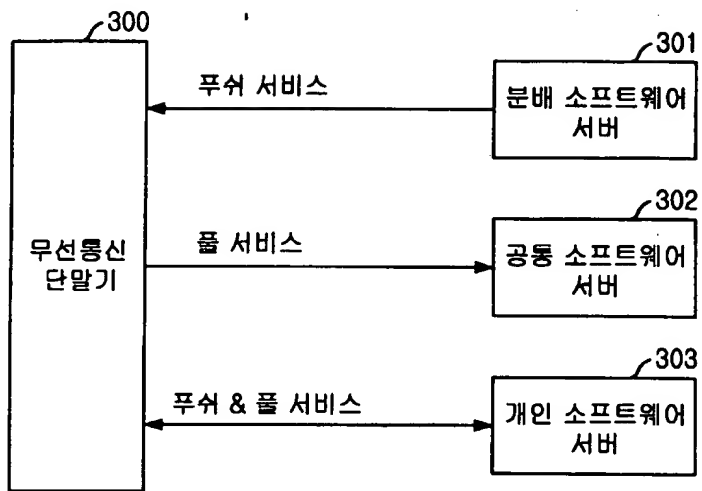 300
무선통신
단말기
푸쉬 서비스
301
분배 소프트웨어
서버
풀 서비스
302
공통 소프트웨어
서버
푸쉬 & 풀 서비스
303
개인 소프트웨어
서버